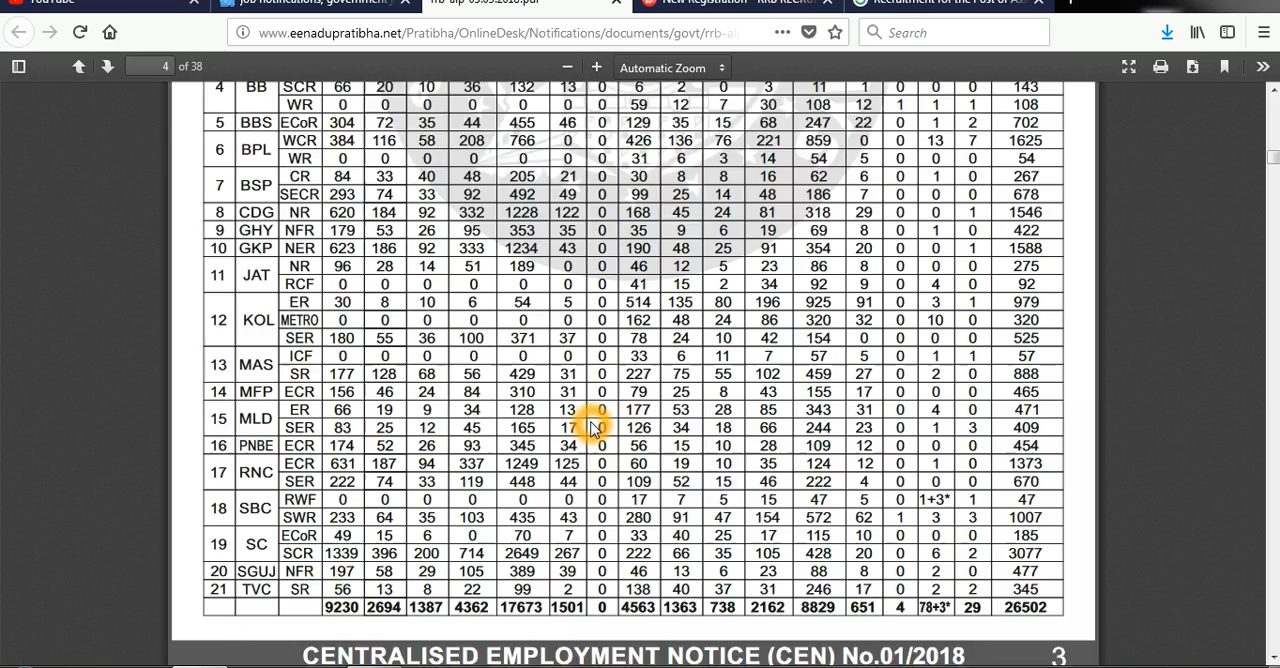 YouTube
job notifications, government
rrb-alp-03.03.2018.pdf
New Registration - RRB RECRU
Recruitment for the Post of As
www.eenadupratibha.net/Pratibha/OnlineDesk/Notifications/documents/govt/rrb-al
Search
4 of 38
Automatic Zoom
4 BB SCR 66 20 10 36 132 13 0 6 2 0 3 11 1 0 0 0 143
WR 0 0 0 0 0 0 0 59 12 7 30 108 12 1 1 1 108
5 BBS ECoR 304 72 35 44 455 46 0 129 35 15 68 247 22 0 1 2 702
6 BPL WCR 384 116 58 208 766 0 0 426 136 76 221 859 0 0 13 7 1625
WR 0 0 0 0 0 0 0 31 6 3 14 54 5 0 0 0 54
7 BSP CR 84 33 40 48 205 21 0 30 8 8 16 62 6 0 1 0 267
SECR 293 74 33 92 492 49 0 99 25 14 48 186 7 0 0 0 678
8 CDG NR 620 184 92 332 1228 122 0 168 45 24 81 318 29 0 0 1 1546
9 GHY NFR 179 53 26 95 353 35 0 35 9 6 19 69 8 0 1 0 422
10 GKP NER 623 186 92 333 1234 43 0 190 48 25 91 354 20 0 0 1 1588
11 JAT NR 96 28 14 51 189 0 0 46 12 5 23 86 8 0 0 0 275
RCF 0 0 0 0 0 0 0 41 15 2 34 92 9 0 4 0 92
12 KOL ER 30 8 10 6 54 5 0 514 135 80 196 925 91 0 3 1 979
METRO 0 0 0 0 0 0 0 162 48 24 86 320 32 0 10 0 320
SER 180 55 36 100 371 37 0 78 24 10 42 154 0 0 0 0 525
13 MAS ICF 0 0 0 0 0 0 0 33 6 11 7 57 5 0 1 1 57
SR 177 128 68 56 429 31 0 227 75 55 102 459 27 0 2 0 888
14 MFP ECR 156 46 24 84 310 31 0 79 25 8 43 155 17 0 0 0 465
15 MLD ER 66 19 9 34 128 13 0 177 53 28 85 343 31 0 4 0 471
SER 83 25 12 45 165 17 0 126 34 18 66 244 23 0 1 3 409
16 PNBE ECR 174 52 26 93 345 34 0 56 15 10 28 109 12 0 0 0 454
17 RNC ECR 631 187 94 337 1249 125 0 60 19 10 35 124 12 0 1 0 1373
SER 222 74 33 119 448 44 0 109 52 15 46 222 4 0 0 0 670
18 SBC RWF 0 0 0 0 0 0 0 17 7 5 15 47 5 0 1+3* 1 47
SWR 233 64 35 103 435 43 0 280 91 47 154 572 62 1 3 3 1007
19 SC ECoR 49 15 6 0 70 7 0 33 40 25 17 115 10 0 0 0 185
SCR 1339 396 200 714 2649 267 0 222 66 35 105 428 20 0 6 2 3077
20 SGUJ NFR 197 58 29 105 389 39 0 46 13 6 23 88 8 0 2 0 477
21 TVC SR 56 13 8 22 99 2 0 138 40 37 31 246 17 0 2 2 345
9230 2694 1387 4362 17673 1501 0 4563 1363 738 2162 8829 651 4 78+3* 29 26502
CENTRALISED EMPLOYMENT NOTICE (CEN) No.01/2018 3